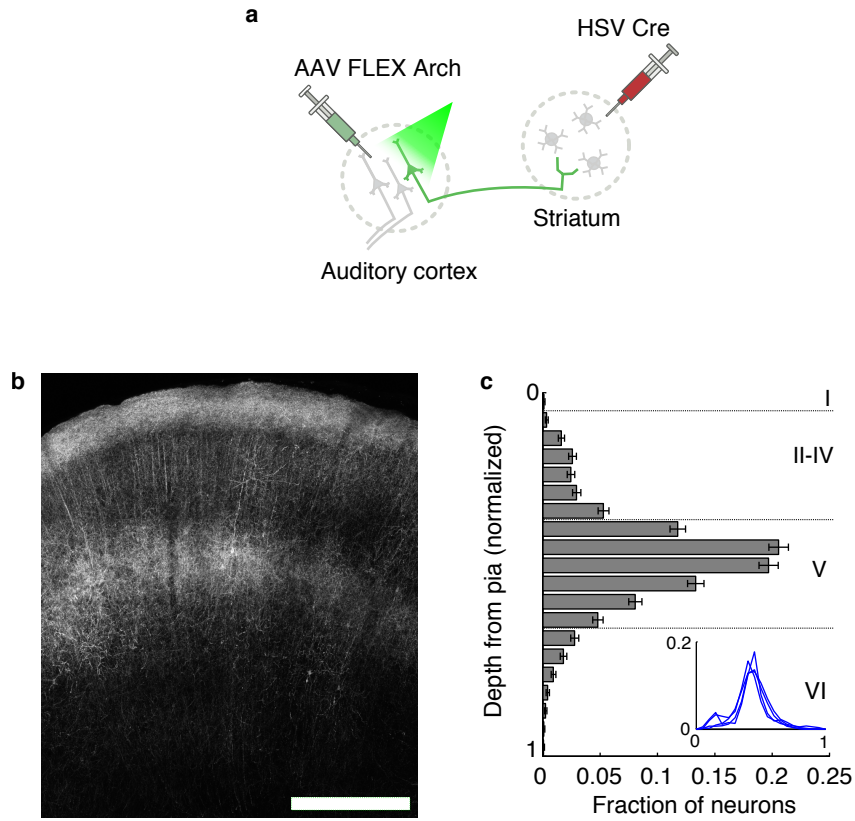 a
HSV Cre
AAV FLEX Arch
Striatum
Auditory cortex
b
c
0
I
II-IV
V
VI
1
Depth from pia (normalized)
0.2
0
0
1
0 0.05 0.1 0.15 0.2 0.25
Fraction of neurons